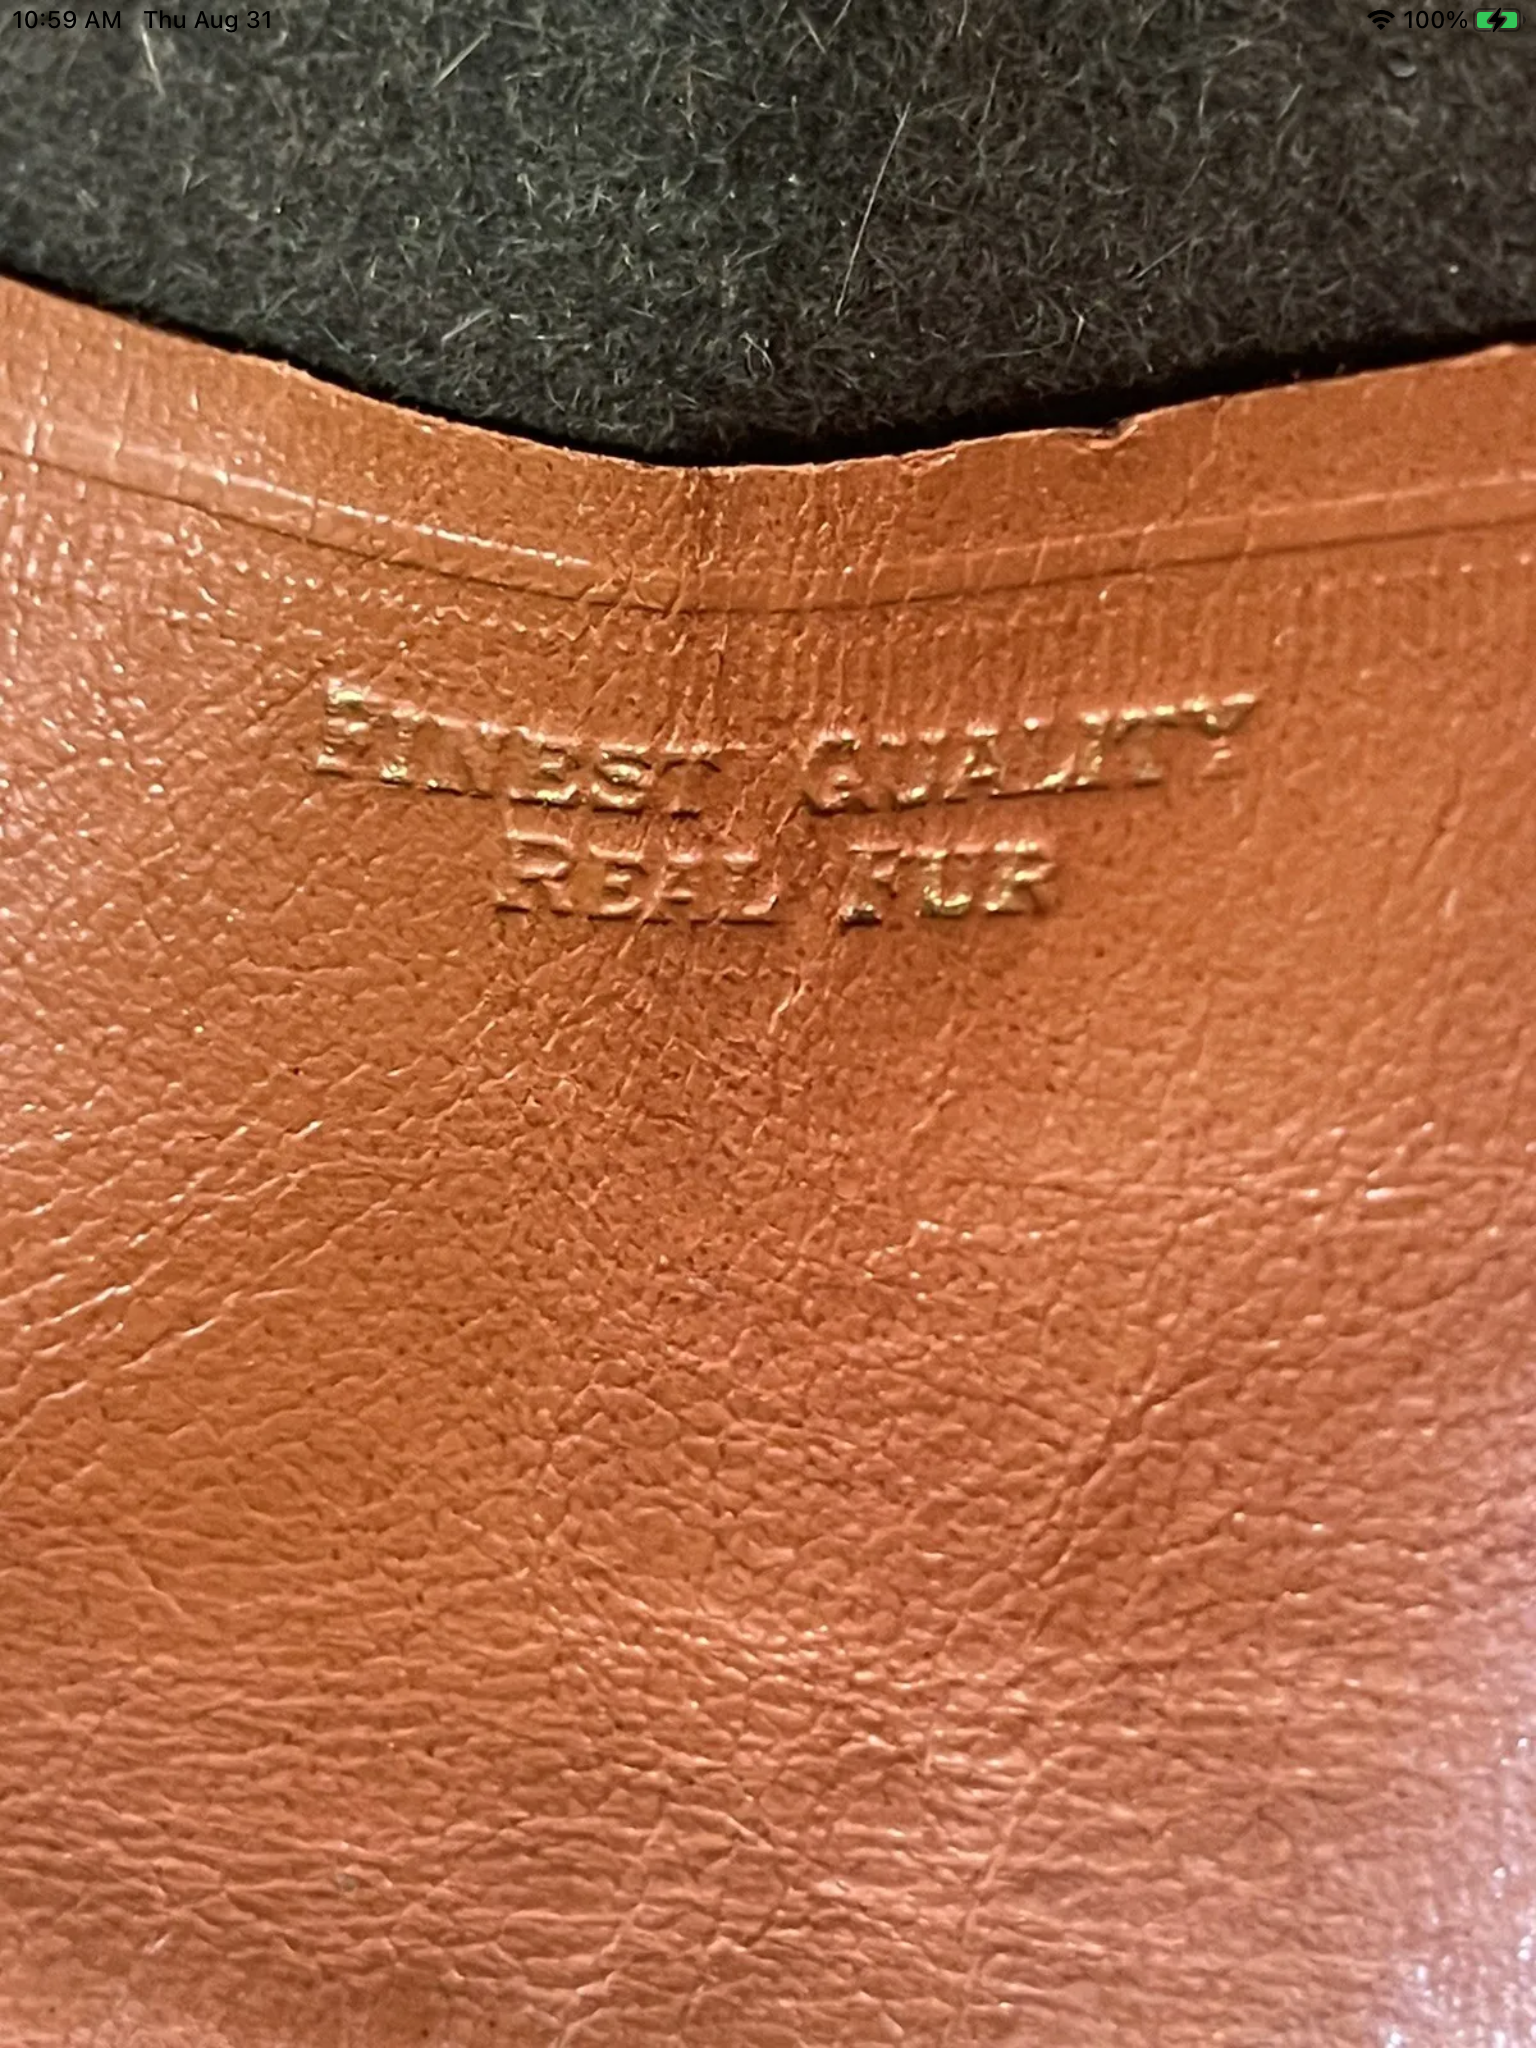 10:59 AM Thu Aug 31 100%
FINEST QUALITY
REAL FUR